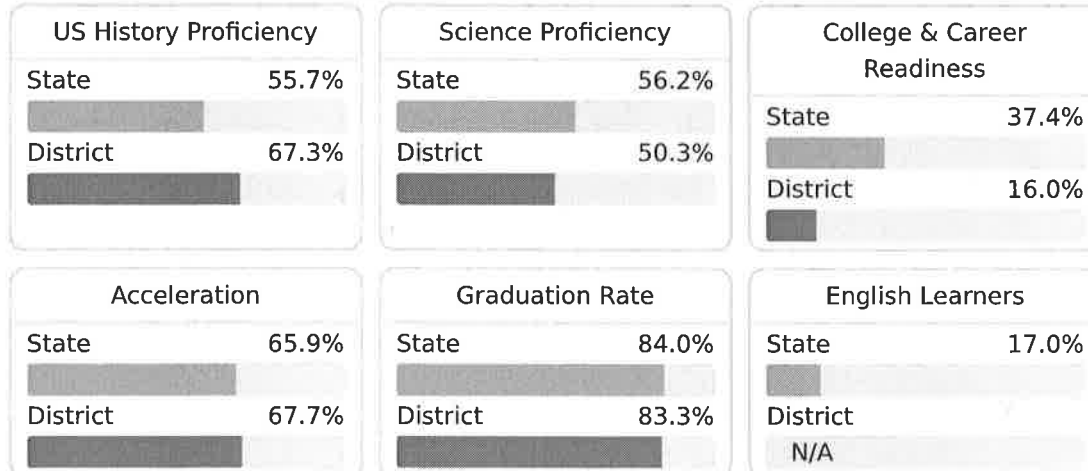 US History Proficiency
State 55.7%
District 67.3%
Science Proficiency
State 56.2%
District 50.3%
College & Career
Readiness
State 37.4%
District 16.0%
Acceleration
State 65.9%
District 67.7%
Graduation Rate
State 84.0%
District 83.3%
English Learners
State 17.0%
District
N/A